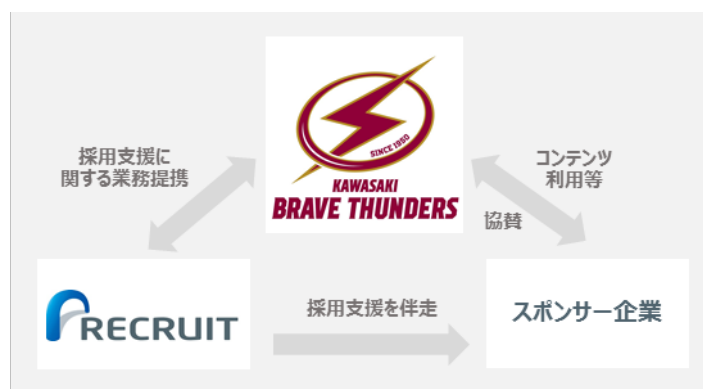 SINCE 1950
KAWASAKI
BRAVE THUNDERS
採用支援に
関する業務提携
コンテンツ
利用等
協賛
RECRUIT
採用支援を伴走
スポンサー企業